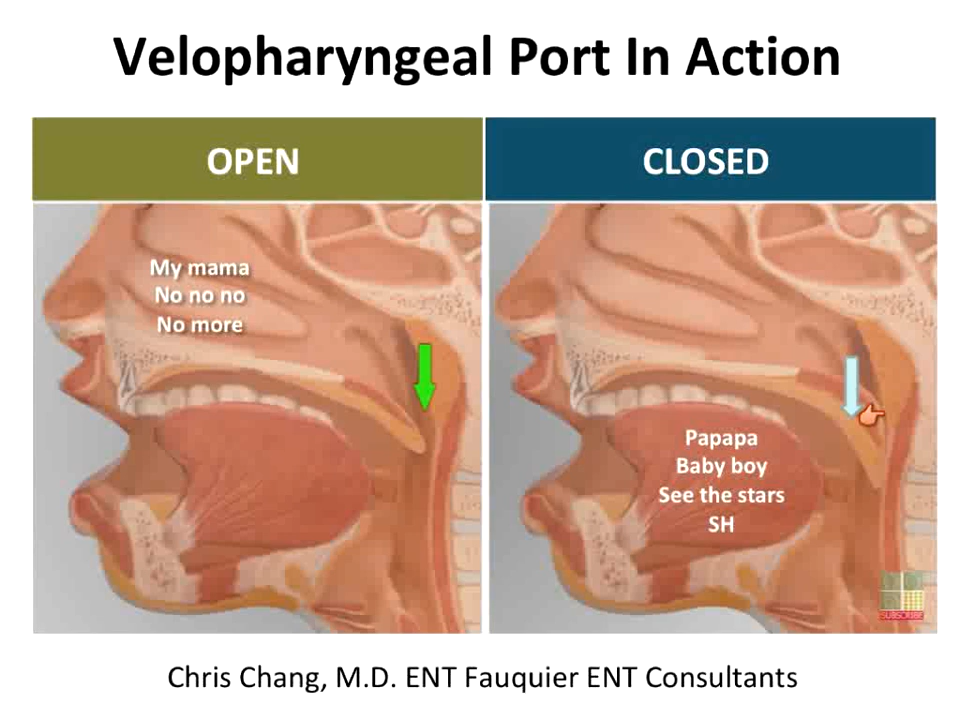 Velopharyngeal Port In Action
OPEN
CLOSED
My mama
No no no
No more
Papapa
Baby boy
See the stars
SH
SUBSCRIBE
Chris Chang, M.D. ENT Fauquier ENT Consultants